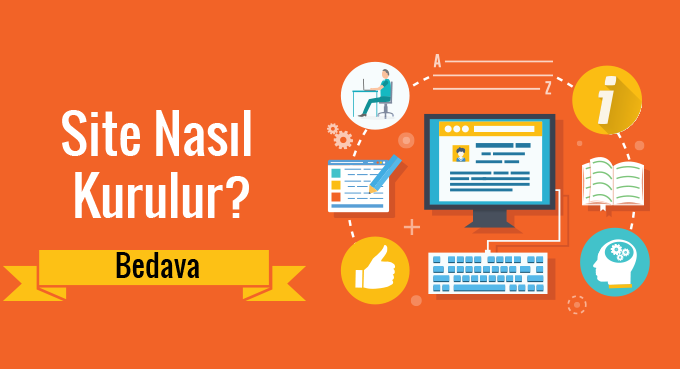 Site Nasıl
Kurulur?
Bedava
A
Z
i